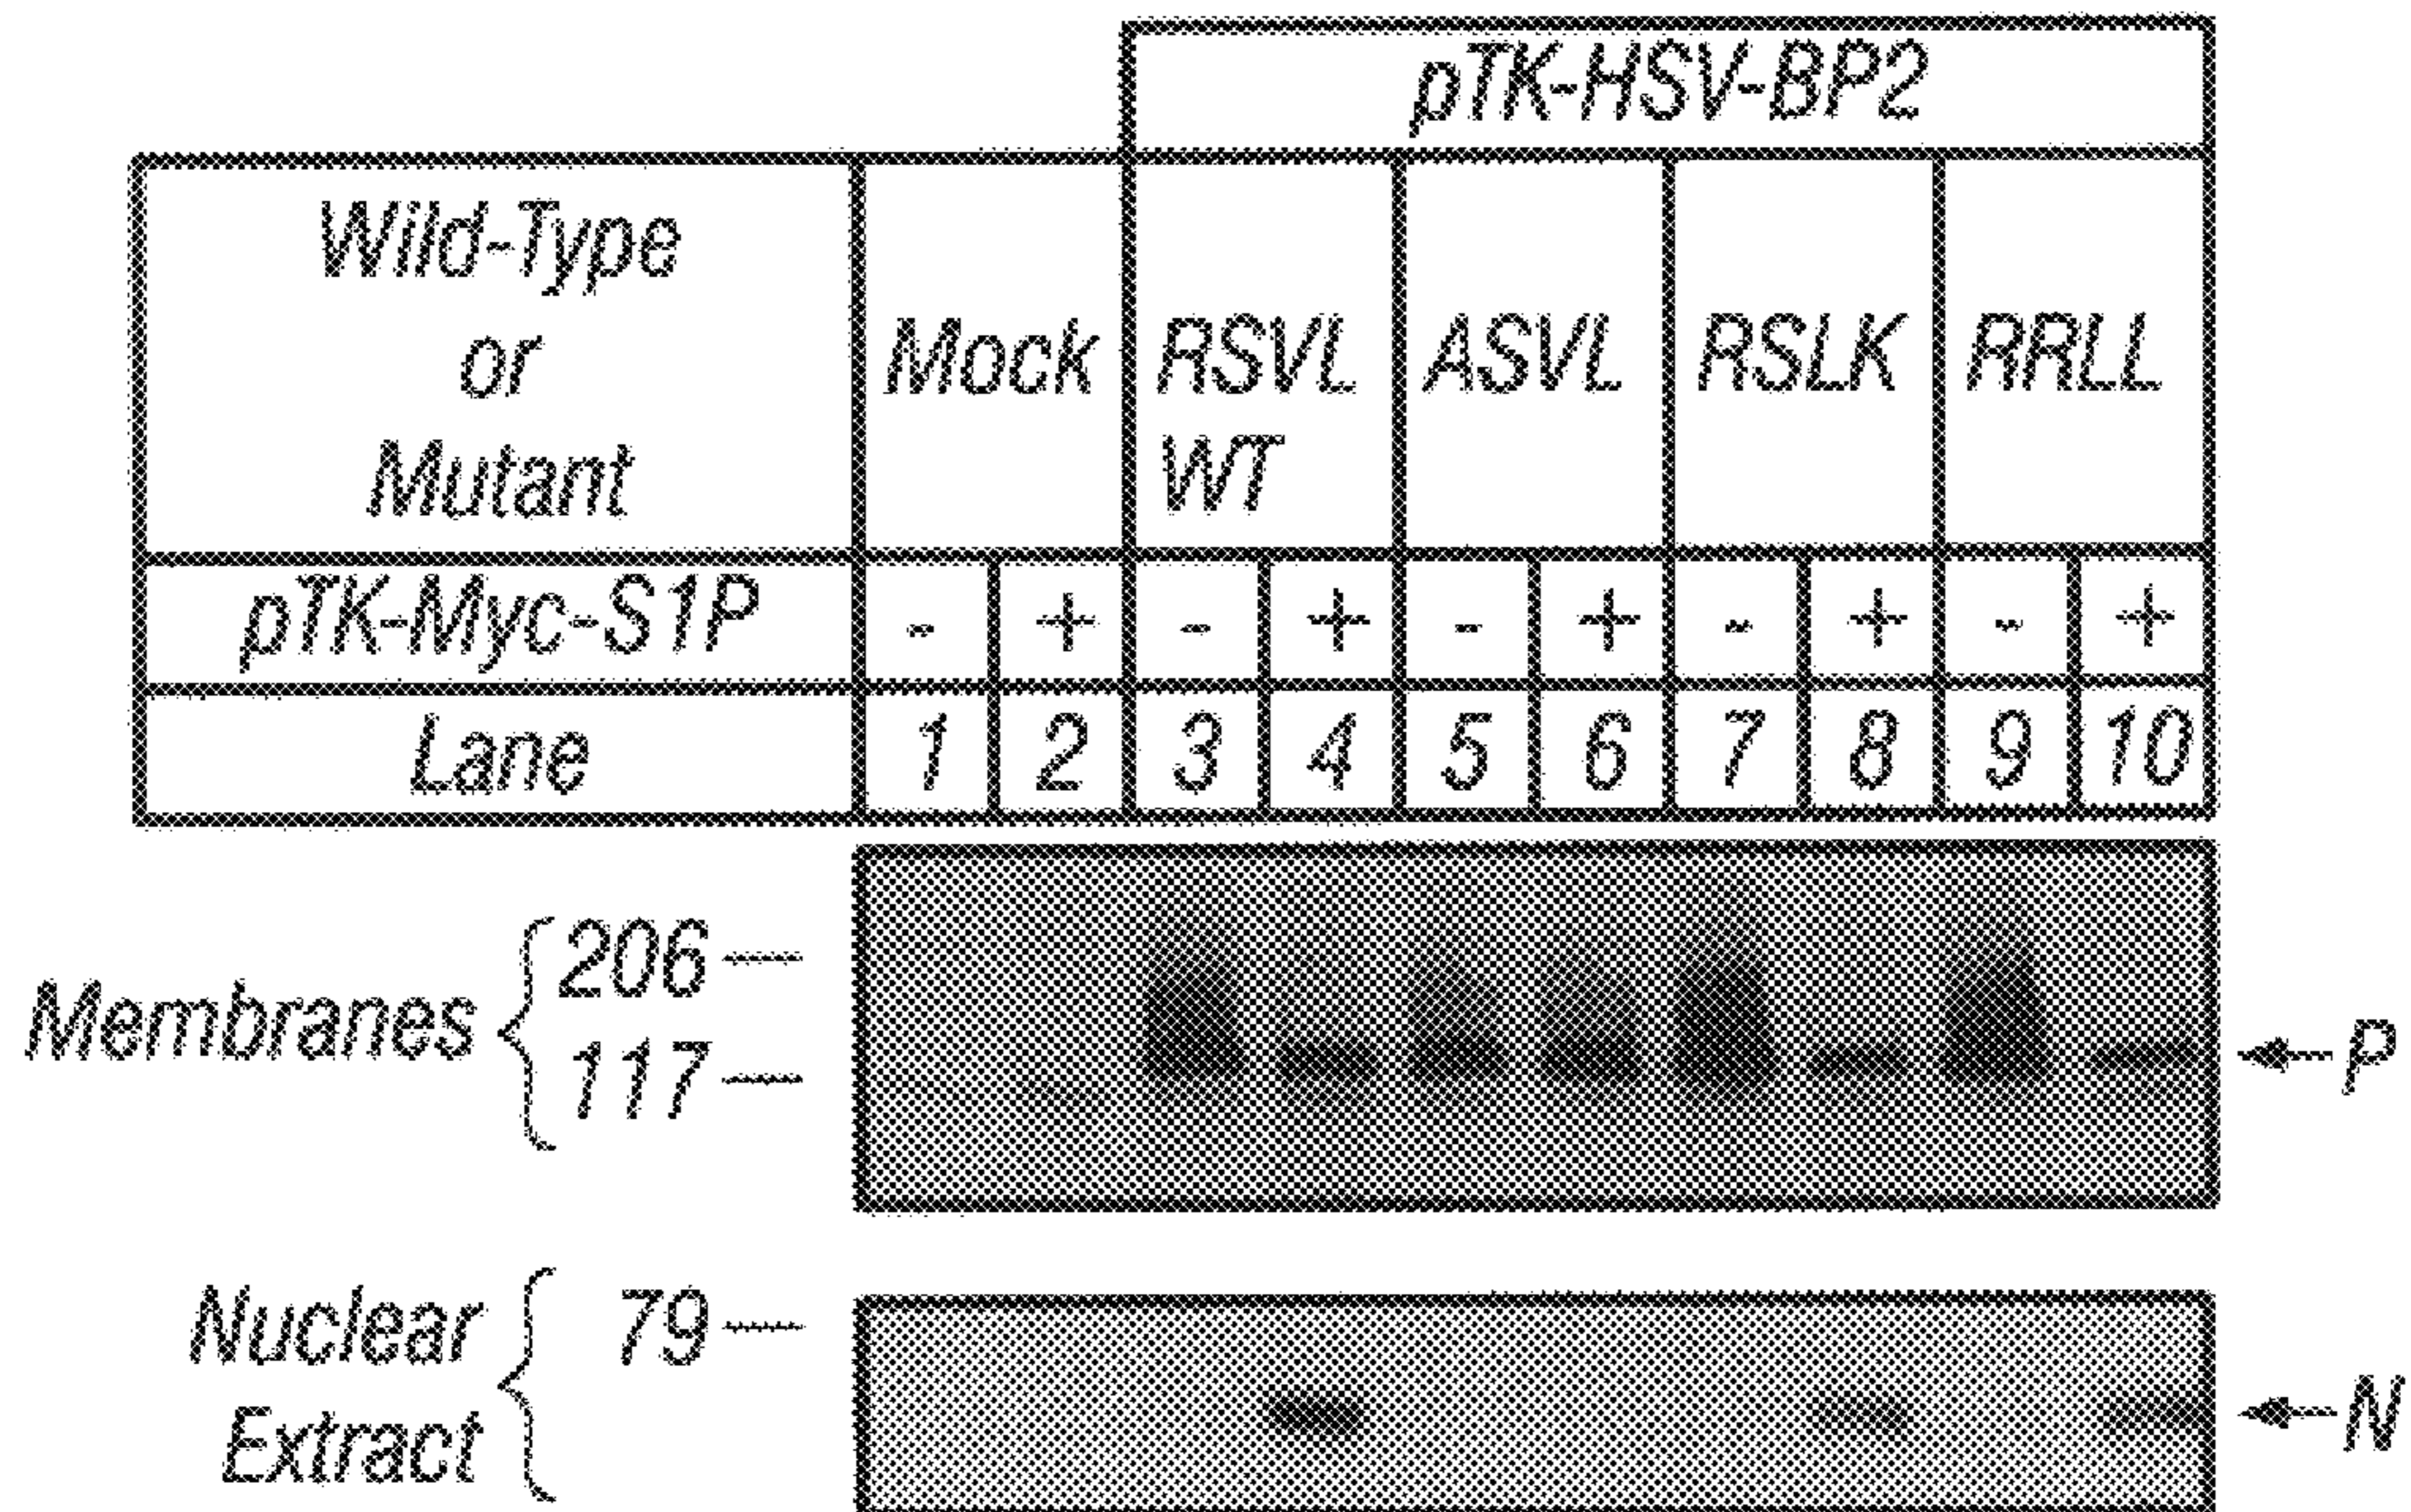 pTK-HSV-BP2
Wild-Type
or
Mutant
Mock
RSVL
WT
ASVL
RSLK
RRLL
pTK-Myc-S1P - + - + - + - + - +
Lane 1 2 3 4 5 6 7 8 9 10
Membranes
206
117
P
Nuclear
Extract
79
N